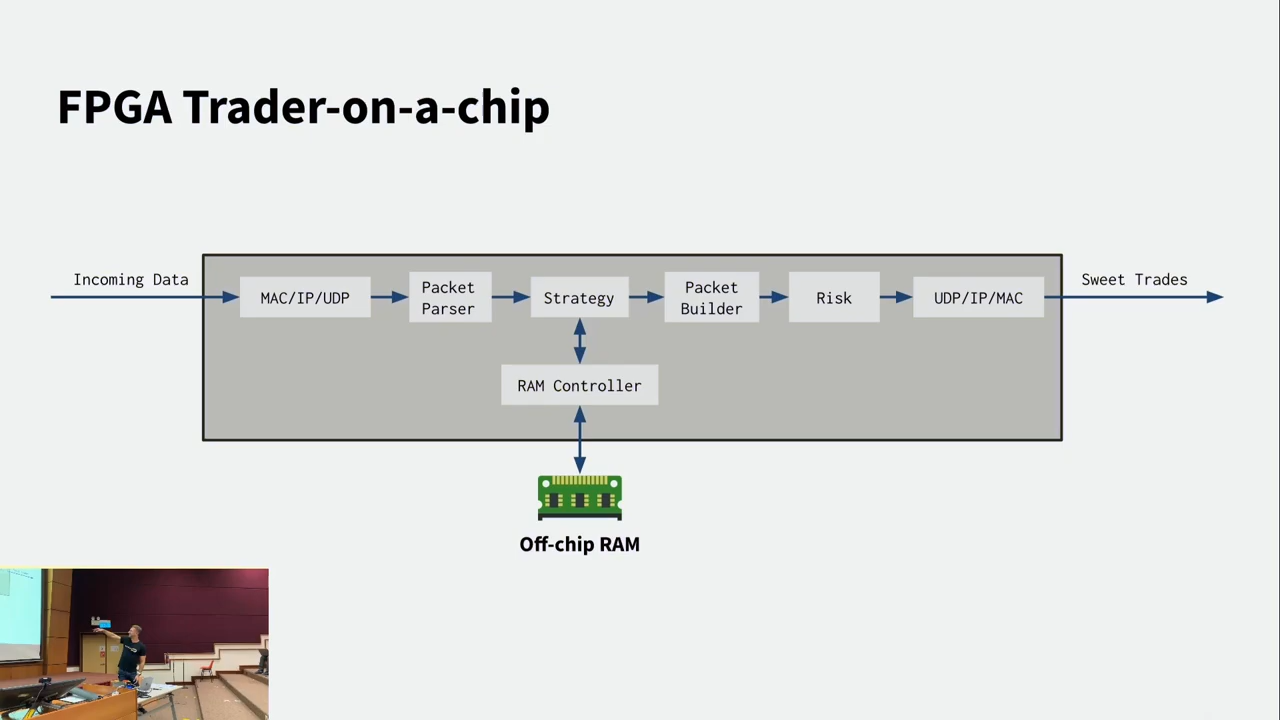 FPGA Trader-on-a-chip
Incoming Data
MAC/IP/UDP
Packet
Parser
Strategy
Packet
Builder
Risk
UDP/IP/MAC
Sweet Trades
RAM Controller
Off-chip RAM